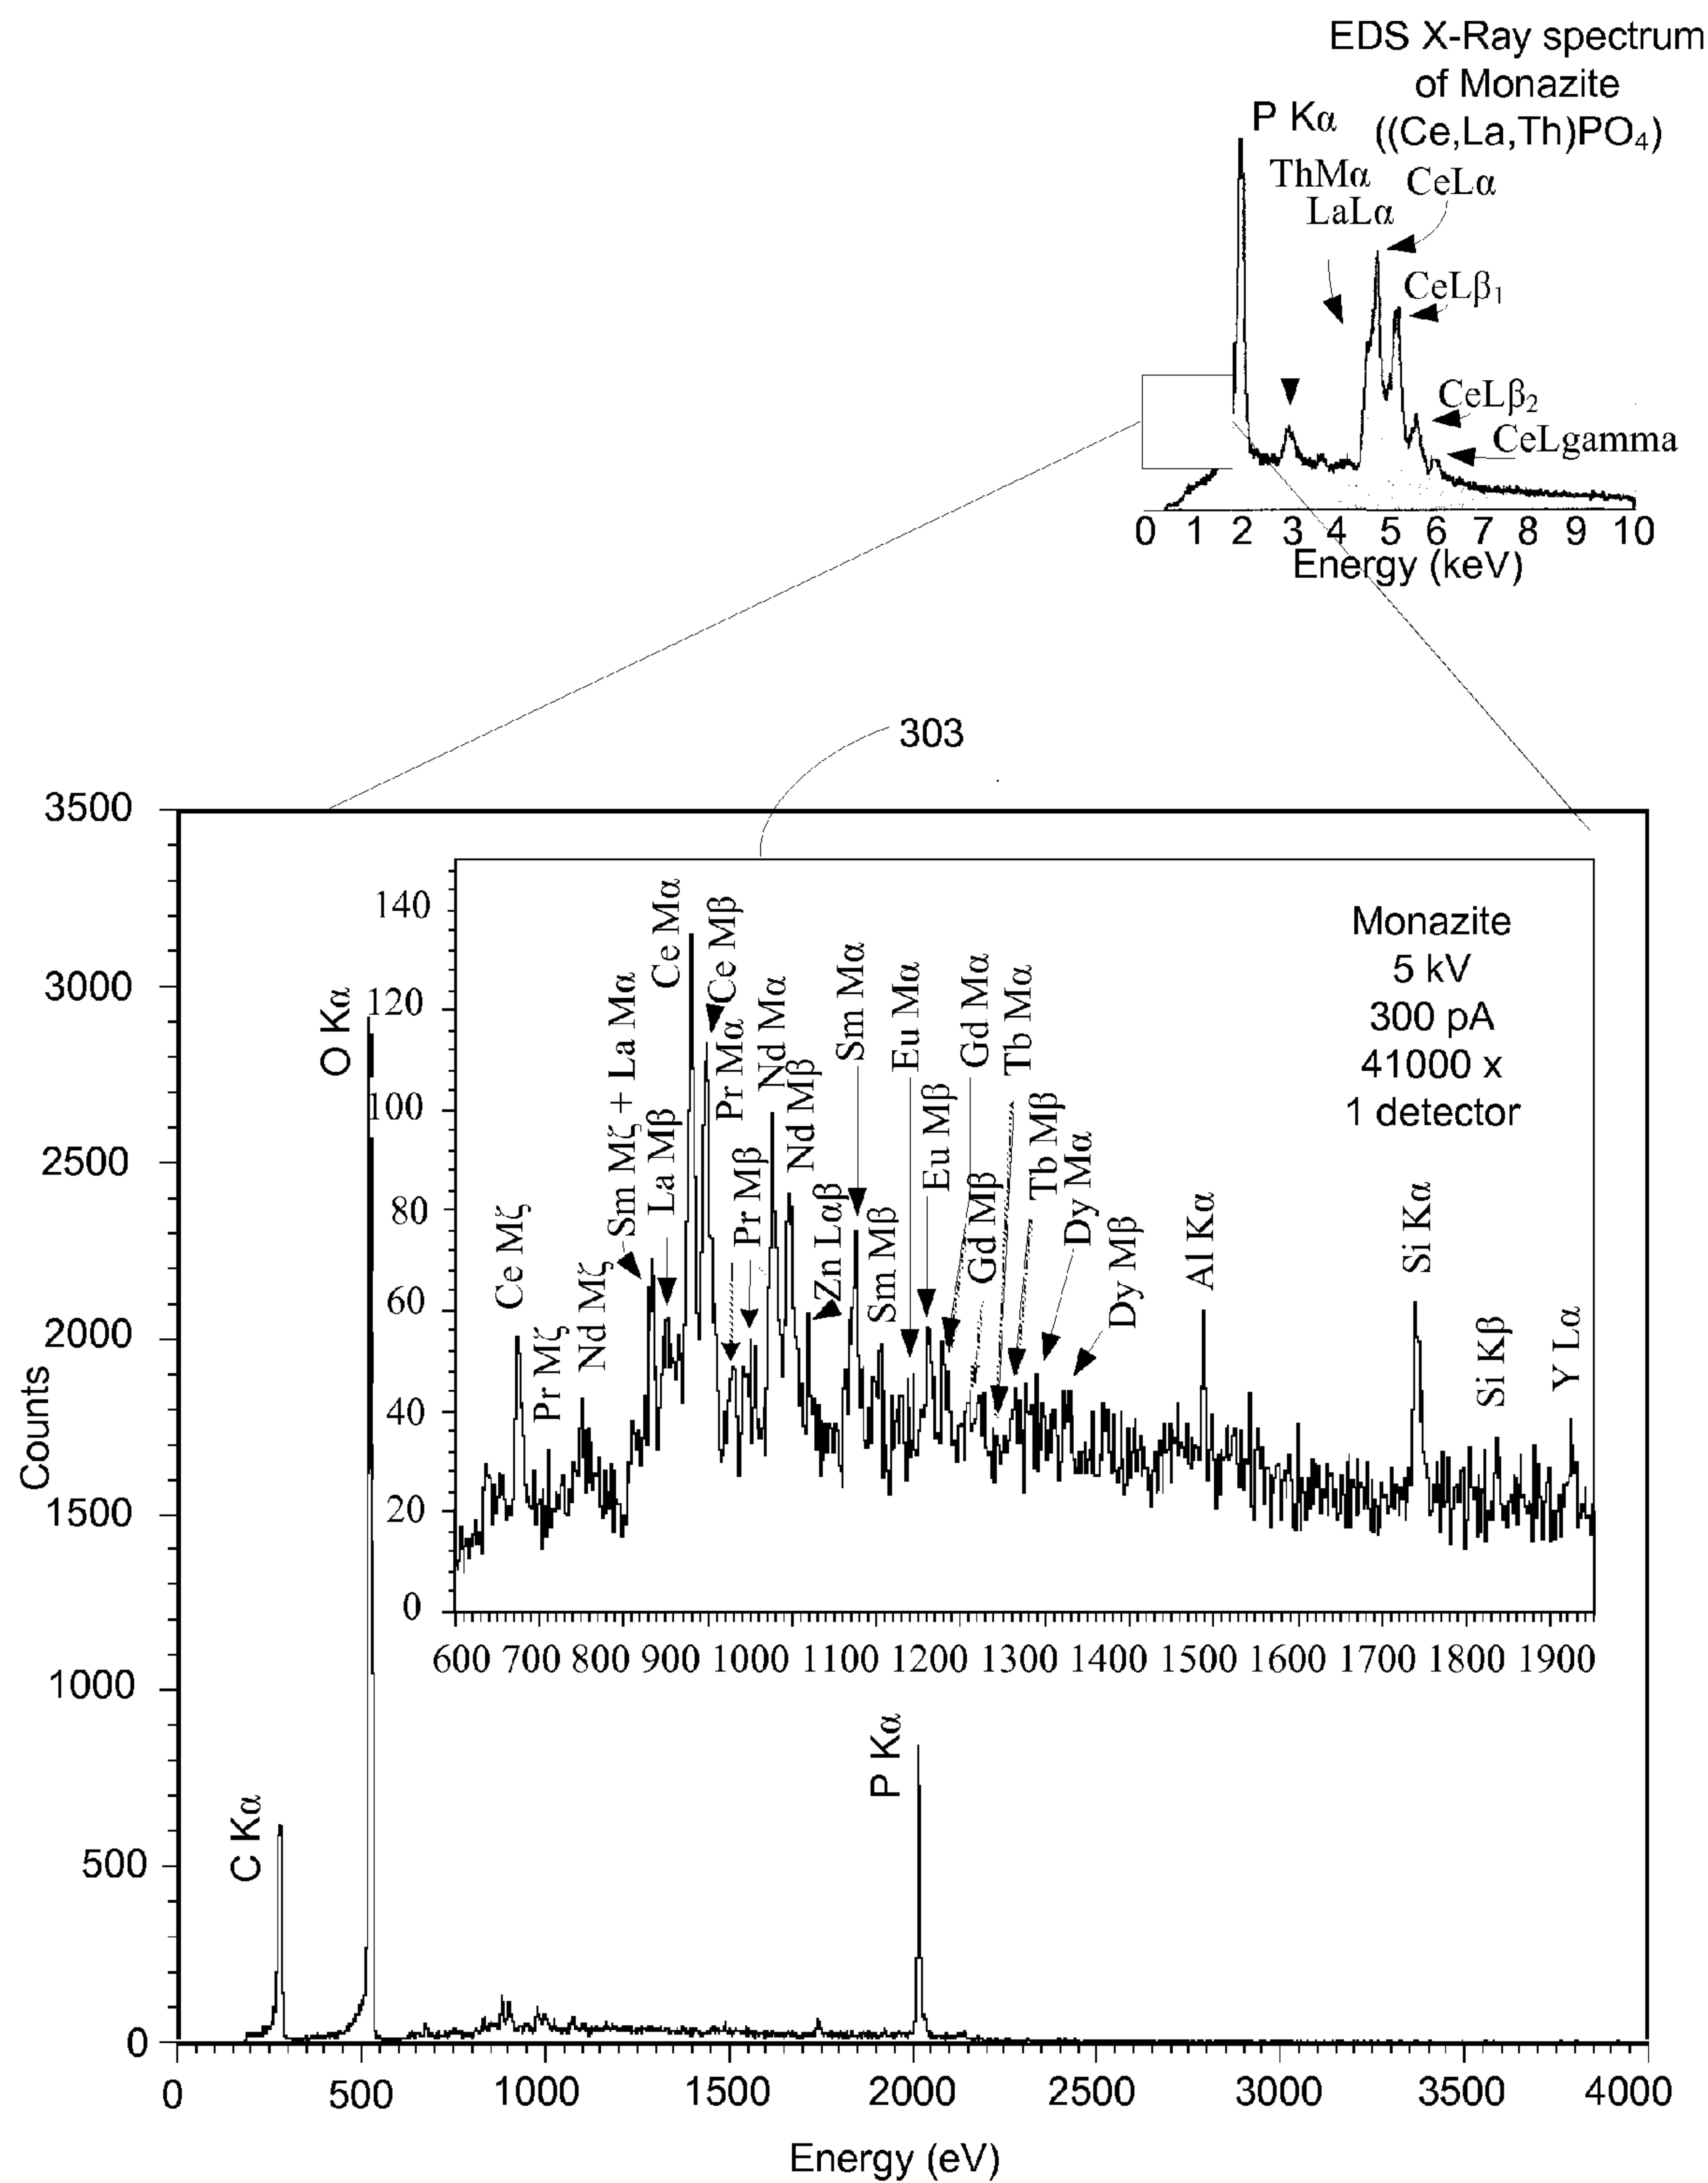 EDS X-Ray spectrum
of Monazite
((Ce,La,Th)PO₄)
P Kα
ThMα
LaLα
CeLα
CeLβ₁
CeLβ₂
CeLgamma
0 1 2 3 4 5 6 7 8 9 10
Energy (keV)
303
3500
3000
2500
2000
1500
1000
500
0
Counts
C Kα
O Kα
P Kα
140
120
100
80
60
40
20
0
Ce Mζ
Pr Mζ
Nd Mζ
Sm Mζ + La Mα
La Mβ
Ce Mα
Ce Mβ
Pr Mα
Pr Mβ
Nd Mα
Nd Mβ
Zn Lαβ
Sm Mα
Sm Mβ
Eu Mα
Eu Mβ
Gd Mα
Gd Mβ
Tb Mα
Tb Mβ
Dy Mα
Dy Mβ
Al Kα
Si Kα
Si Kβ
Y Lα
Monazite
5 kV
300 pA
41000 x
1 detector
600 700 800 900 1000 1100 1200 1300 1400 1500 1600 1700 1800 1900
0 500 1000 1500 2000 2500 3000 3500 4000
Energy (eV)